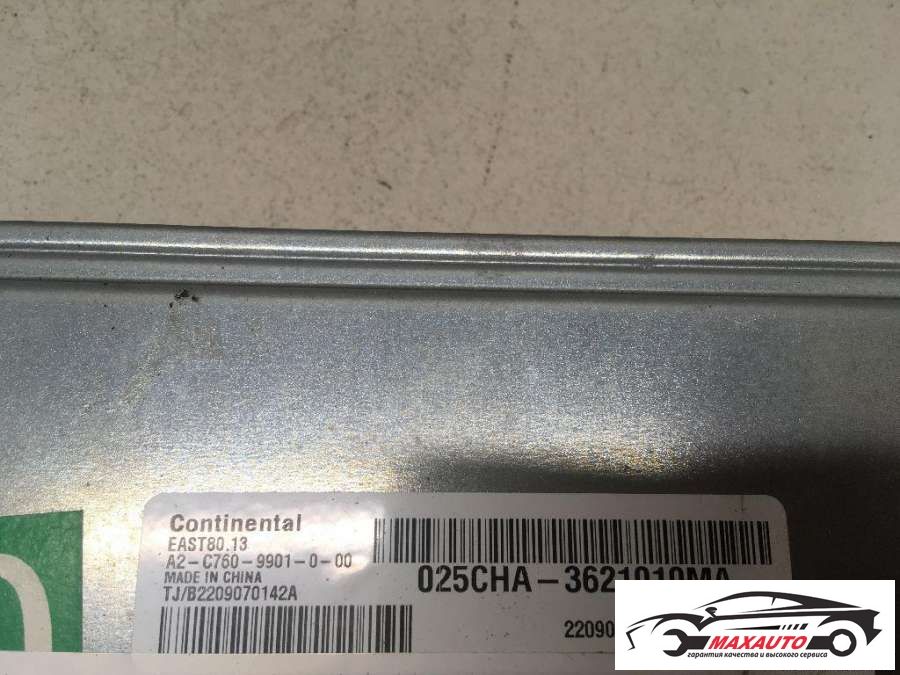 Continental
EAST80.13
A2-C760-9901-0-00
MADE IN CHINA
TJ/B2209070142A
025CHA-3621010MA
22090
MAXAUTO
гарантия качества и высокого сервиса